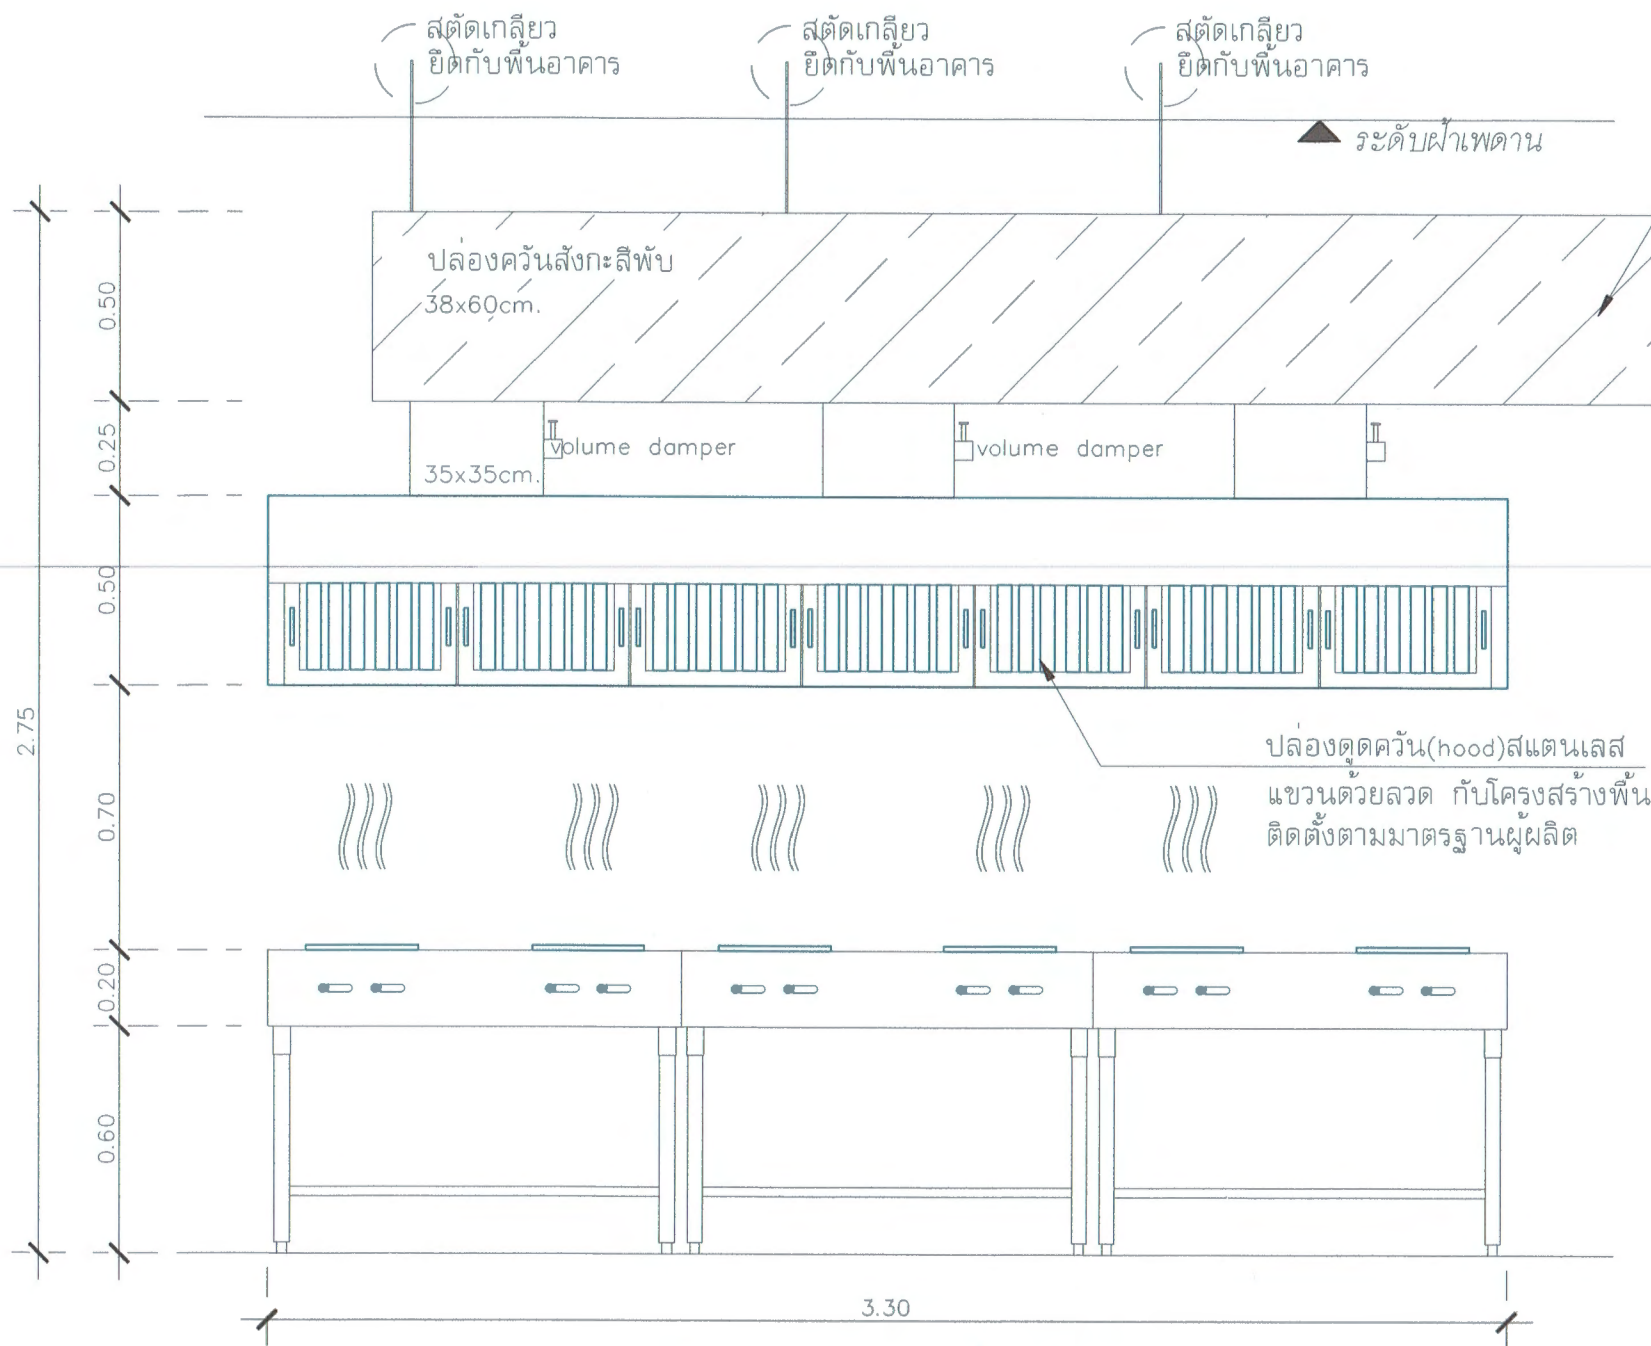 สตัดเกลียว
ยึดกับพื้นอาคาร
สตัดเกลียว
ยึดกับพื้นอาคาร
สตัดเกลียว
ยึดกับพื้นอาคาร
ระดับฝ้าเพดาน
ปล่องควันสังกะสีพับ
38x60cm.
0.50
0.25
volume damper
volume damper
35x35cm.
0.50
2.75
ปล่องดูดควัน(hood)สแตนเลส
แขวนด้วยลวด กับโครงสร้างพื้น
ติดตั้งตามมาตรฐานผู้ผลิต
0.70
0.20
0.60
3.30